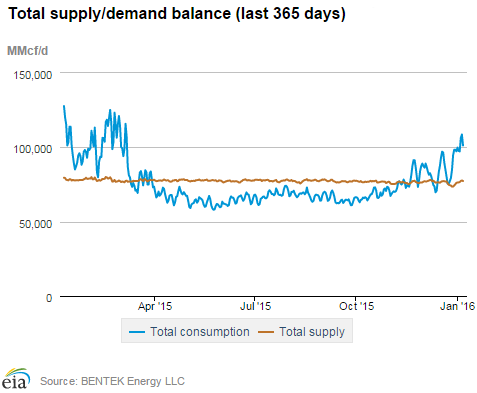 Total supply/demand balance (last 365 days)
MMcf/d
150,000
100,000
50,000
0
Apr '15 Jul '15 Oct '15 Jan '16
Total consumption Total supply
eia Source: BENTEK Energy LLC